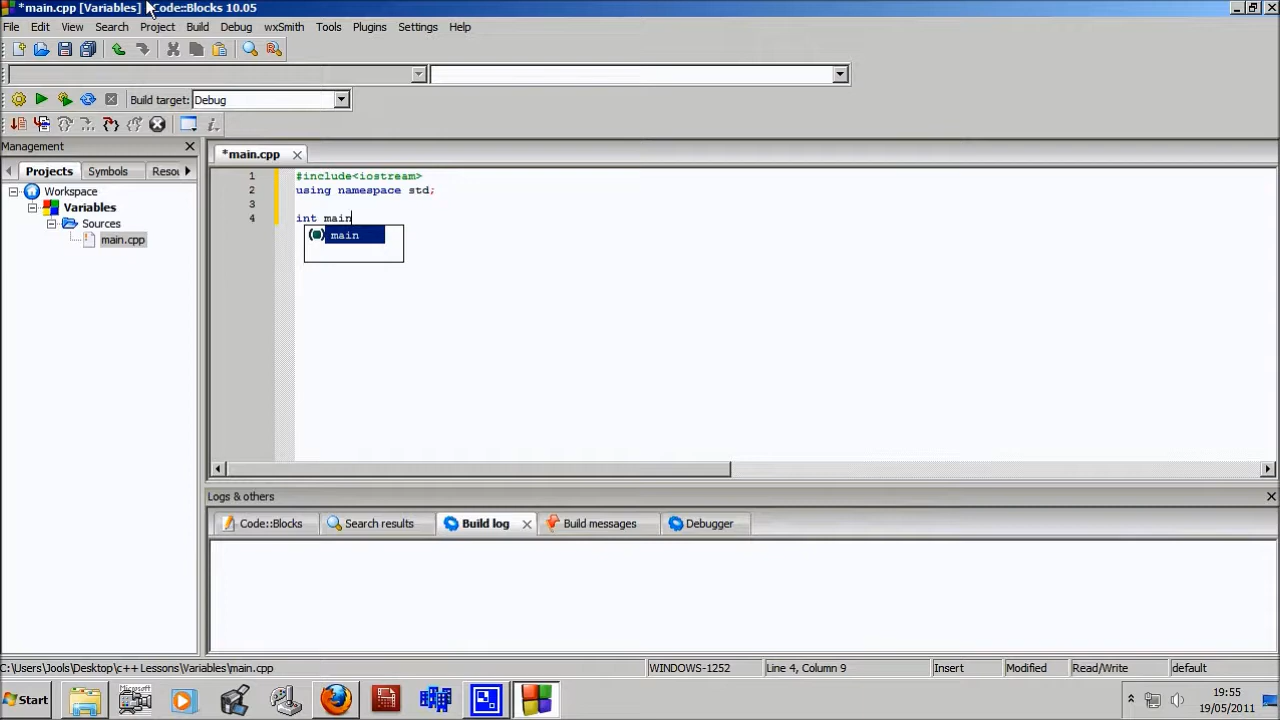 *main.cpp [Variables] - Code::Blocks 10.05
File Edit View Search Project Build Debug wxSmith Tools Plugins Settings Help
Build target: Debug
Management
Projects Symbols Resou
*main.cpp
Workspace
Variables
Sources
main.cpp
1 #include<iostream>
2 using namespace std;
3
4 int main
main
Logs & others
Code::Blocks Search results Build log Build messages Debugger
C:\Users\Jools\Desktop\c++ Lessons\Variables\main.cpp WINDOWS-1252 Line 4, Column 9 Insert Modified Read/Write default
Start
19:55
19/05/2011